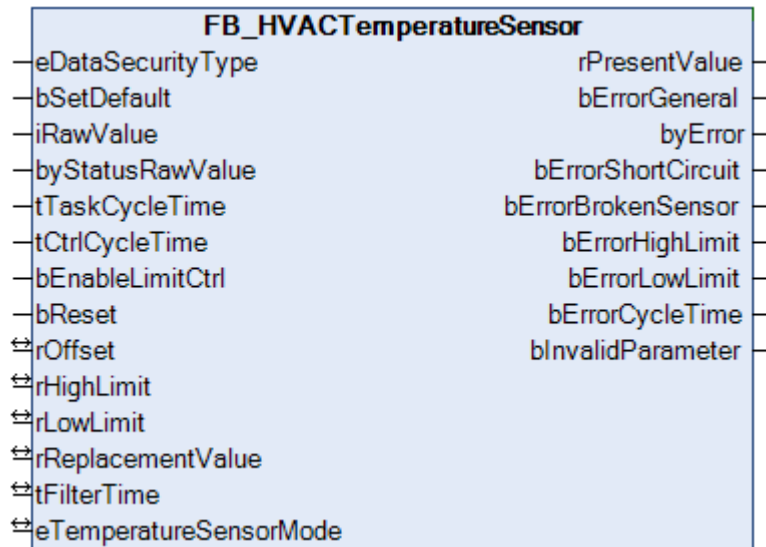 FB_HVACTemperatureSensor
eDataSecurityType rPresentValue
bSetDefault bErrorGeneral
iRawValue byError
byStatusRawValue bErrorShortCircuit
tTaskCycleTime bErrorBrokenSensor
tCtrlCycleTime bErrorHighLimit
bEnableLimitCtrl bErrorLowLimit
bReset bErrorCycleTime
rOffset bInvalidParameter
rHighLimit
rLowLimit
rReplacementValue
tFilterTime
eTemperatureSensorMode